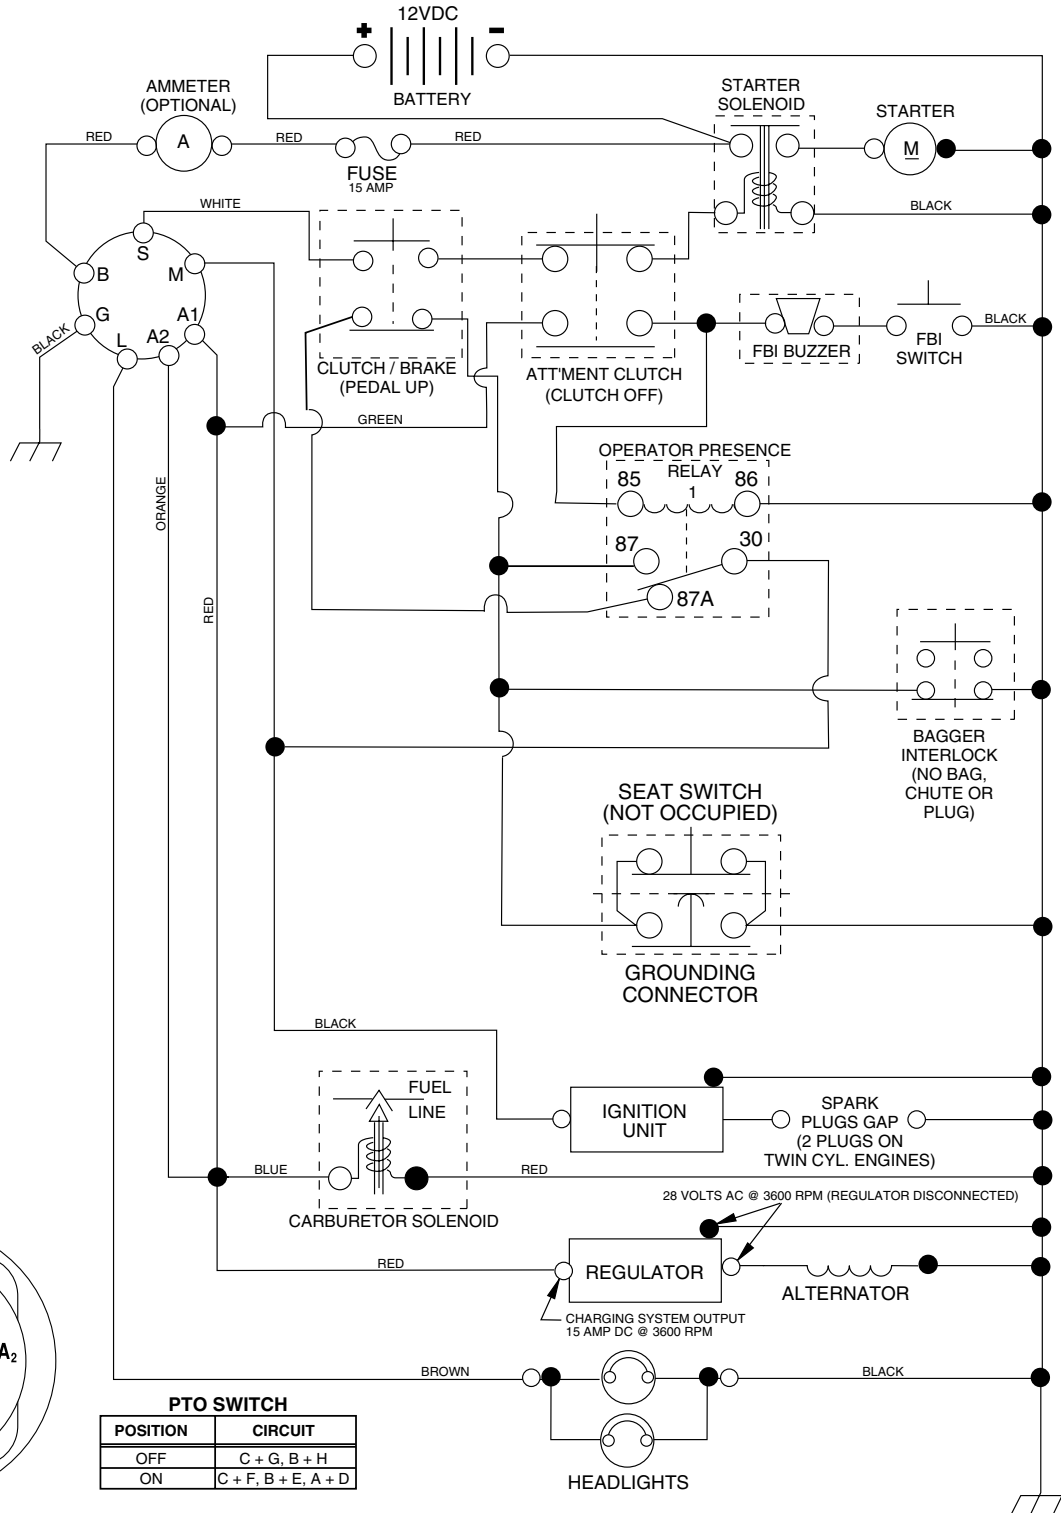 12VDC
+
-
BATTERY
AMMETER
(OPTIONAL)
A
RED
RED
RED
FUSE
15 AMP
STARTER
SOLENOID
STARTER
M
BLACK
WHITE
S
B
M
G
A1
L
A2
BLACK
CLUTCH / BRAKE
(PEDAL UP)
ATT'MENT CLUTCH
(CLUTCH OFF)
FBI BUZZER
FBI
SWITCH
BLACK
GREEN
ORANGE
RED
OPERATOR PRESENCE
RELAY
1
85
86
87
30
87A
BAGGER
INTERLOCK
(NO BAG,
CHUTE OR
PLUG)
SEAT SWITCH
(NOT OCCUPIED)
GROUNDING
CONNECTOR
BLACK
FUEL
LINE
IGNITION
UNIT
SPARK
PLUGS GAP
(2 PLUGS ON
TWIN CYL. ENGINES)
BLUE
RED
CARBURETOR SOLENOID
28 VOLTS AC @ 3600 RPM (REGULATOR DISCONNECTED)
RED
REGULATOR
ALTERNATOR
CHARGING SYSTEM OUTPUT
15 AMP DC @ 3600 RPM
A₂
BROWN
BLACK
HEADLIGHTS
PTO SWITCH
POSITION CIRCUIT
OFF C + G, B + H
ON C + F, B + E, A + D